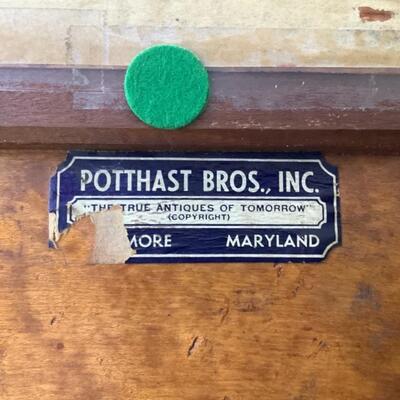 POTTHAST BROS., INC.
"THE TRUE ANTIQUES OF TOMORROW"
(COPYRIGHT)
MORE MARYLAND